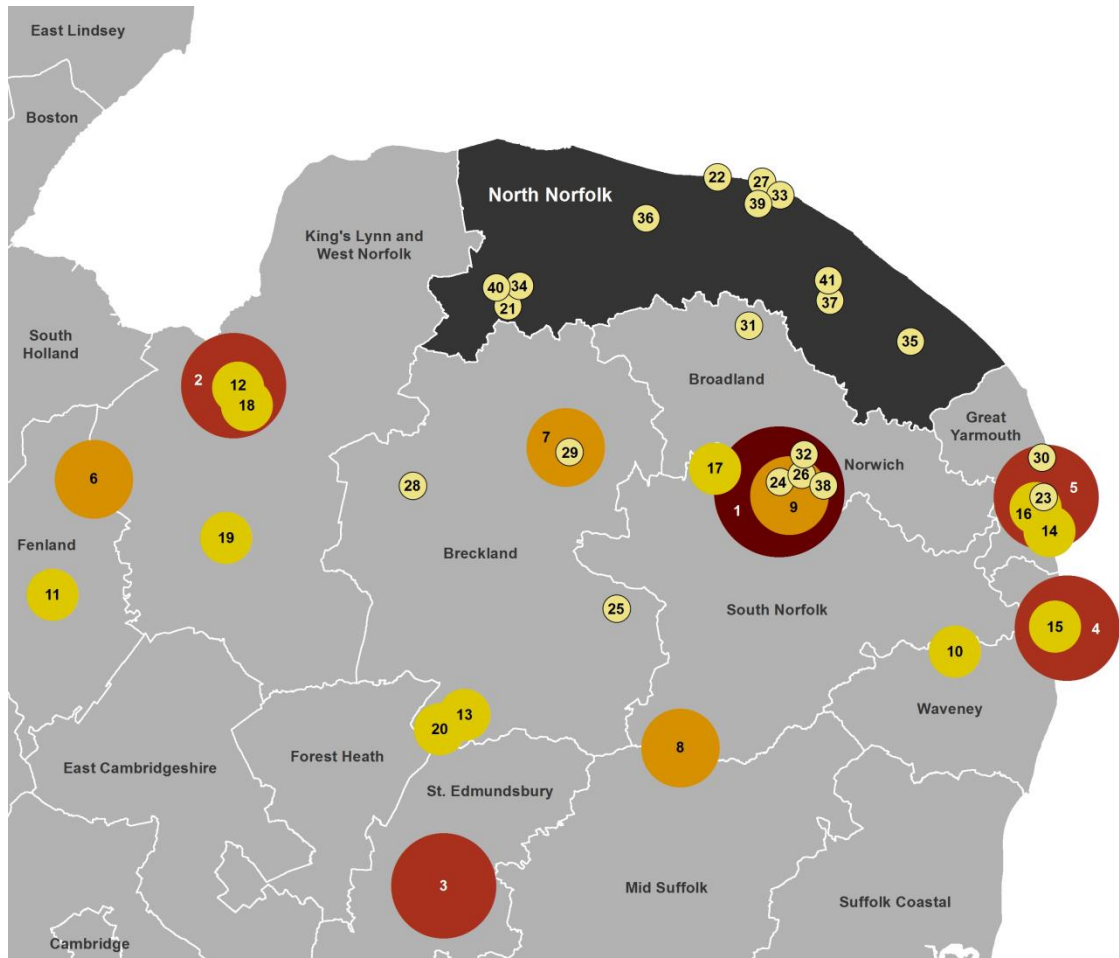 East Lindsey
Boston
22
27
33
39
North Norfolk
36
King's Lynn and
West Norfolk
40
34
21
41
37
31
35
South
Holland
2
12
18
Broadland
Great
Yarmouth
7
29
17
32
26
24
38
Norwich
1
9
30
5
23
16
14
6
28
19
Fenland
11
Breckland
25
South Norfolk
15
4
10
Waveney
13
20
8
Forest Heath
East Cambridgeshire
St. Edmundsbury
3
Mid Suffolk
Suffolk Coastal
Cambridge